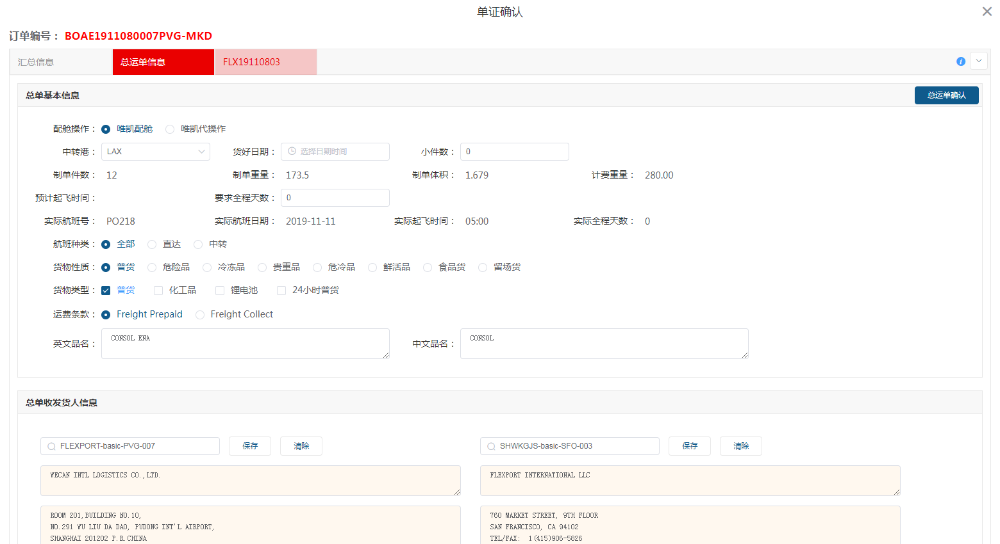 单证确认
订单编号： BOAE1911080007PVG-MKD
汇总信息 总运单信息 FLX19110803
总单基本信息 总运单确认
配舱操作： 唯凯配舱 唯凯代操作
中转港： LAX 货好日期： 选择日期时间 小件数： 0
制单件数： 12 制单重量： 173.5 制单体积： 1.679 计费重量： 280.00
预计起飞时间： 要求全程天数： 0
实际航班号： PO218 实际航班日期： 2019-11-11 实际起飞时间： 05:00 实际全程天数： 0
航班种类： 全部 直达 中转
货物性质： 普货 危险品 冷冻品 贵重品 危冷品 鲜活品 食品货 留场货
货物类型： 普货 化工品 锂电池 24小时普货
运费条款： Freight Prepaid Freight Collect
英文品名： CONSOL ENA 中文品名： CONSOL
总单收发货人信息
FLEXPORT-basic-PVG-007 保存 清除 SHWKGJS-basic-SFO-003 保存 清除
WECAN INTL LOGISTICS CO.,LTD. FLEXPORT INTERNATIONAL LLC
ROOM 201,BUILDING NO.10, 760 MARKET STREET, 9TH FLOOR
NO.291 WU LIU DA DAO, PUDONG INT'L AIRPORT, SAN FRANCISCO, CA 94102
SHANGHAI 201202 P.R.CHINA TEL/FAX: 1(415)906-5826